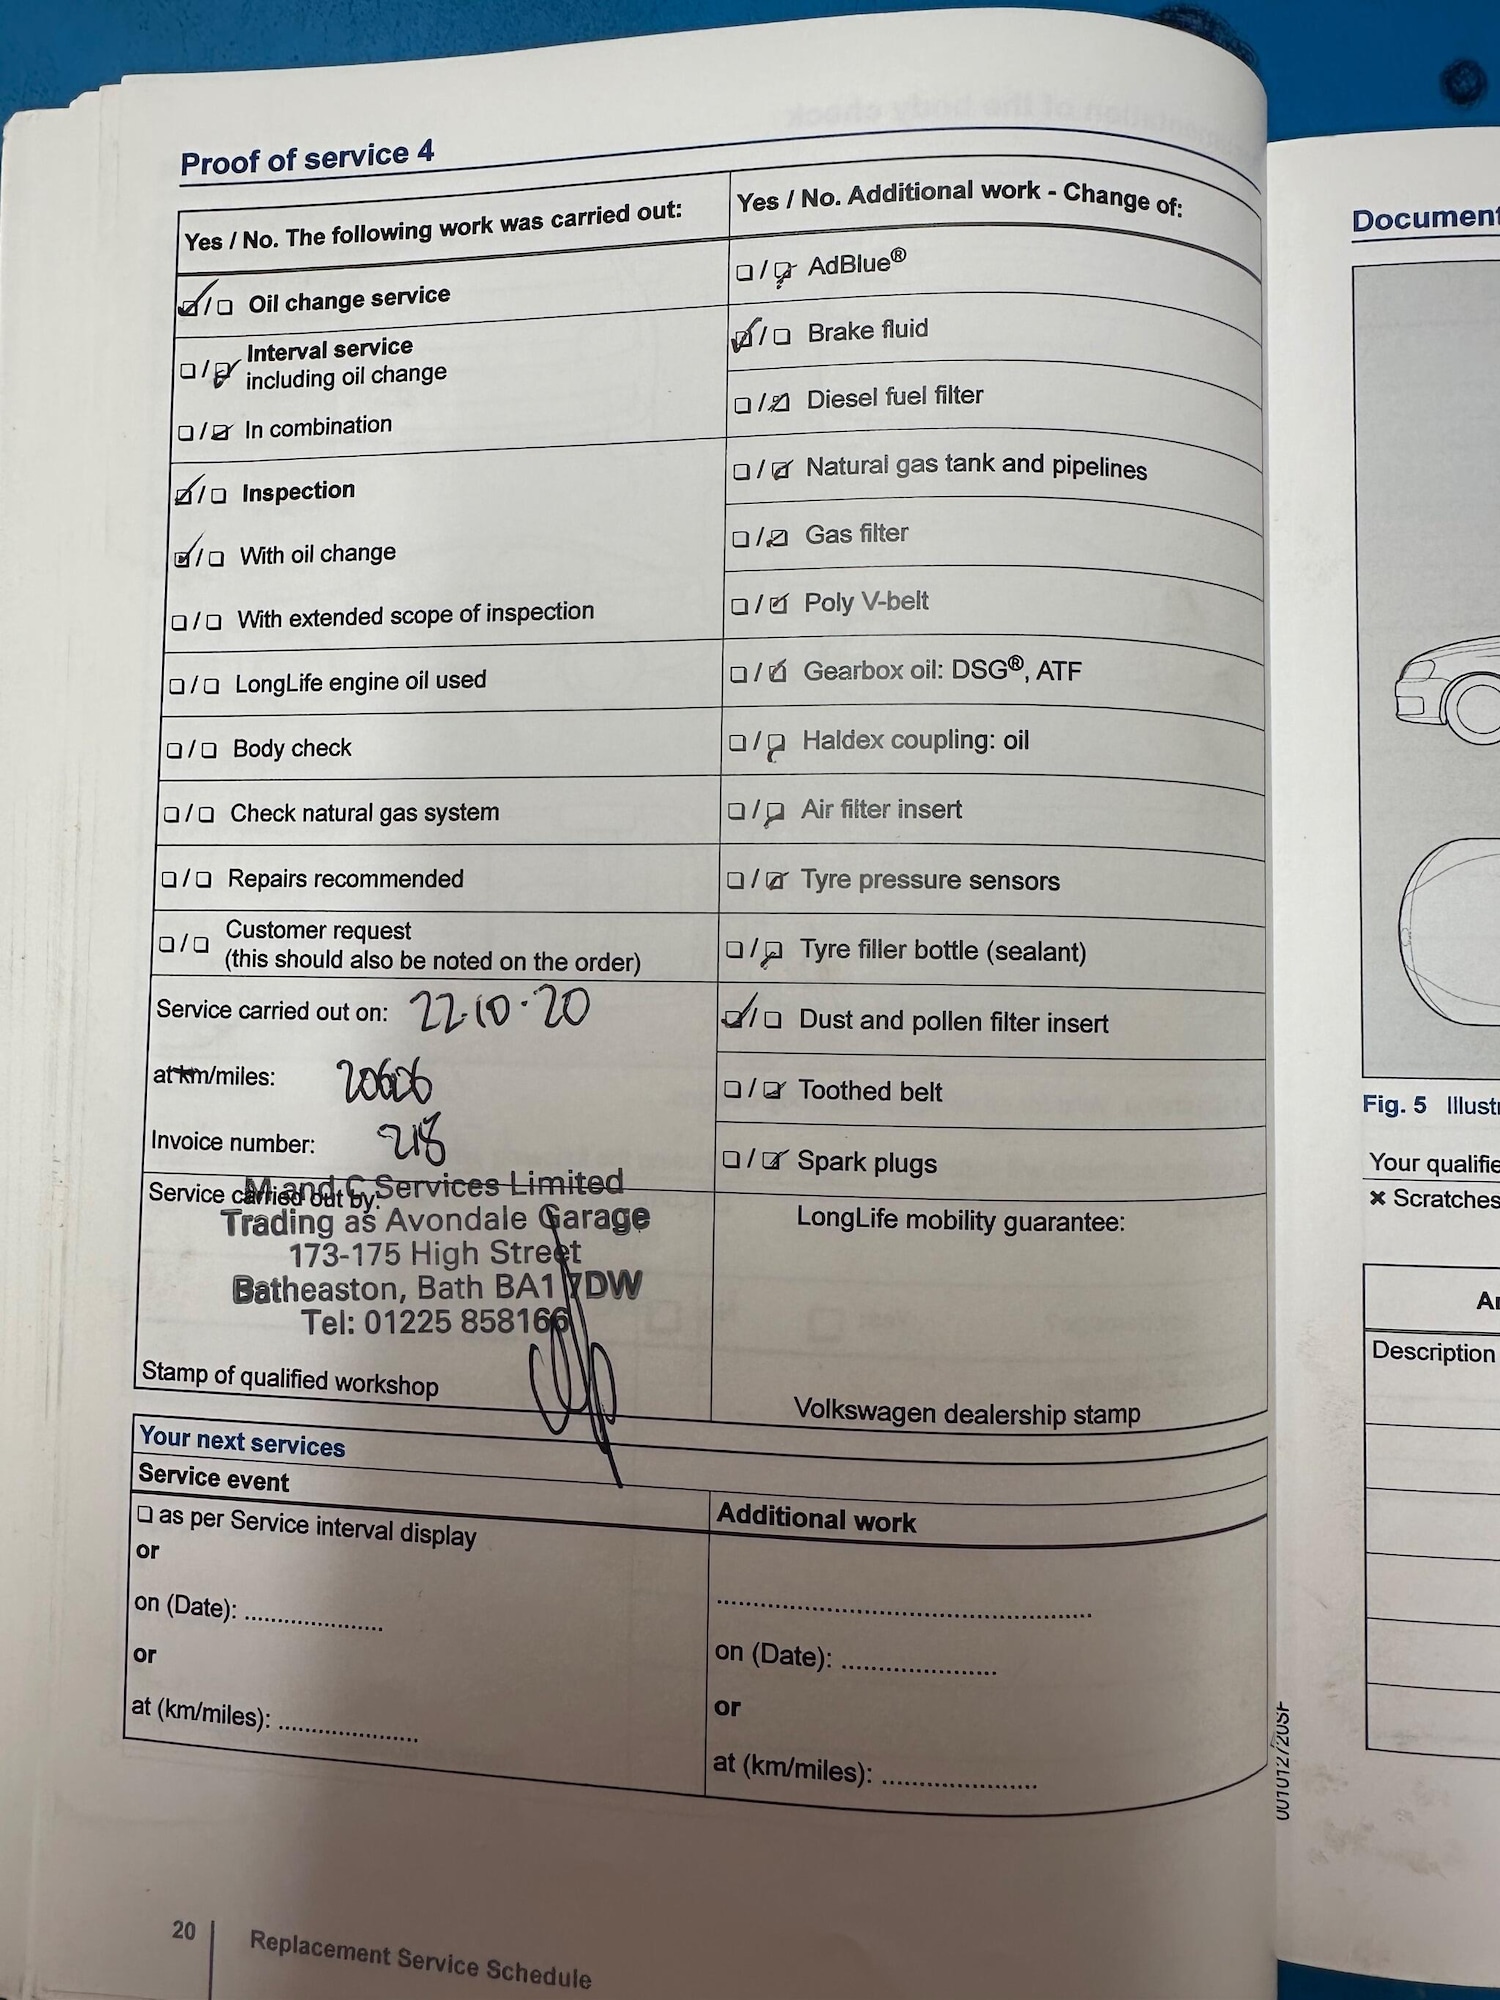 Proof of service 4
Yes / No. The following work was carried out:
Oil change service
Interval service
including oil change
In combination
Inspection
With oil change
With extended scope of inspection
LongLife engine oil used
Body check
Check natural gas system
Repairs recommended
Customer request
(this should also be noted on the order)
Service carried out on: 22.10.20
at km/miles: 20606
Invoice number: 218
Service carried out by:
M and C Services Limited
Trading as Avondale Garage
173-175 High Street
Batheaston, Bath BA1 7DW
Tel: 01225 858166
Stamp of qualified workshop
Yes / No. Additional work - Change of:
AdBlue®
Brake fluid
Diesel fuel filter
Natural gas tank and pipelines
Gas filter
Poly V-belt
Gearbox oil: DSG®, ATF
Haldex coupling: oil
Air filter insert
Tyre pressure sensors
Tyre filler bottle (sealant)
Dust and pollen filter insert
Toothed belt
Spark plugs
LongLife mobility guarantee:
Volkswagen dealership stamp
Your next services
Service event
as per Service interval display
or
on (Date): ....................
or
at (km/miles): ....................
Additional work
on (Date): ......................
or
at (km/miles): ......................
20
Replacement Service Schedule
Document
Fig. 5 Illust
Your qualifie
× Scratches
Description